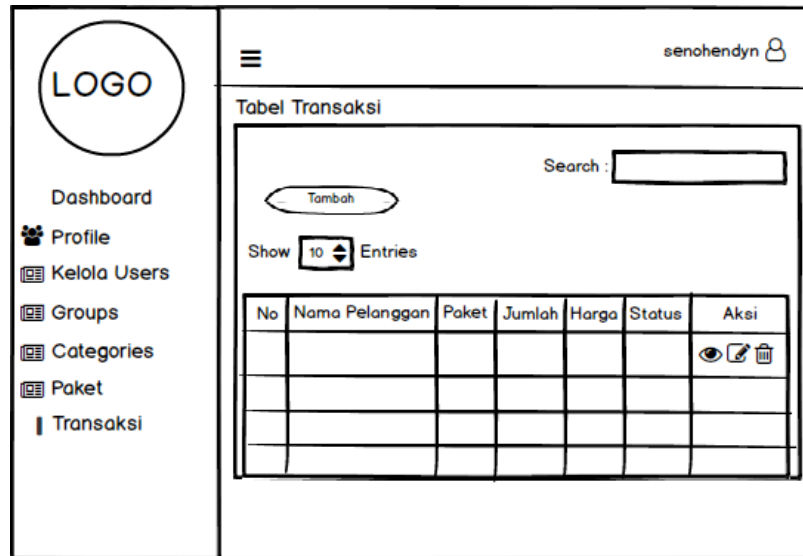 LOGO
senohendyn
Dashboard
Profile
Kelola Users
Groups
Categories
Paket
Transaksi
Tabel Transaksi
Search :
Tambah
Show 10 Entries
No Nama Pelanggan Paket Jumlah Harga Status Aksi